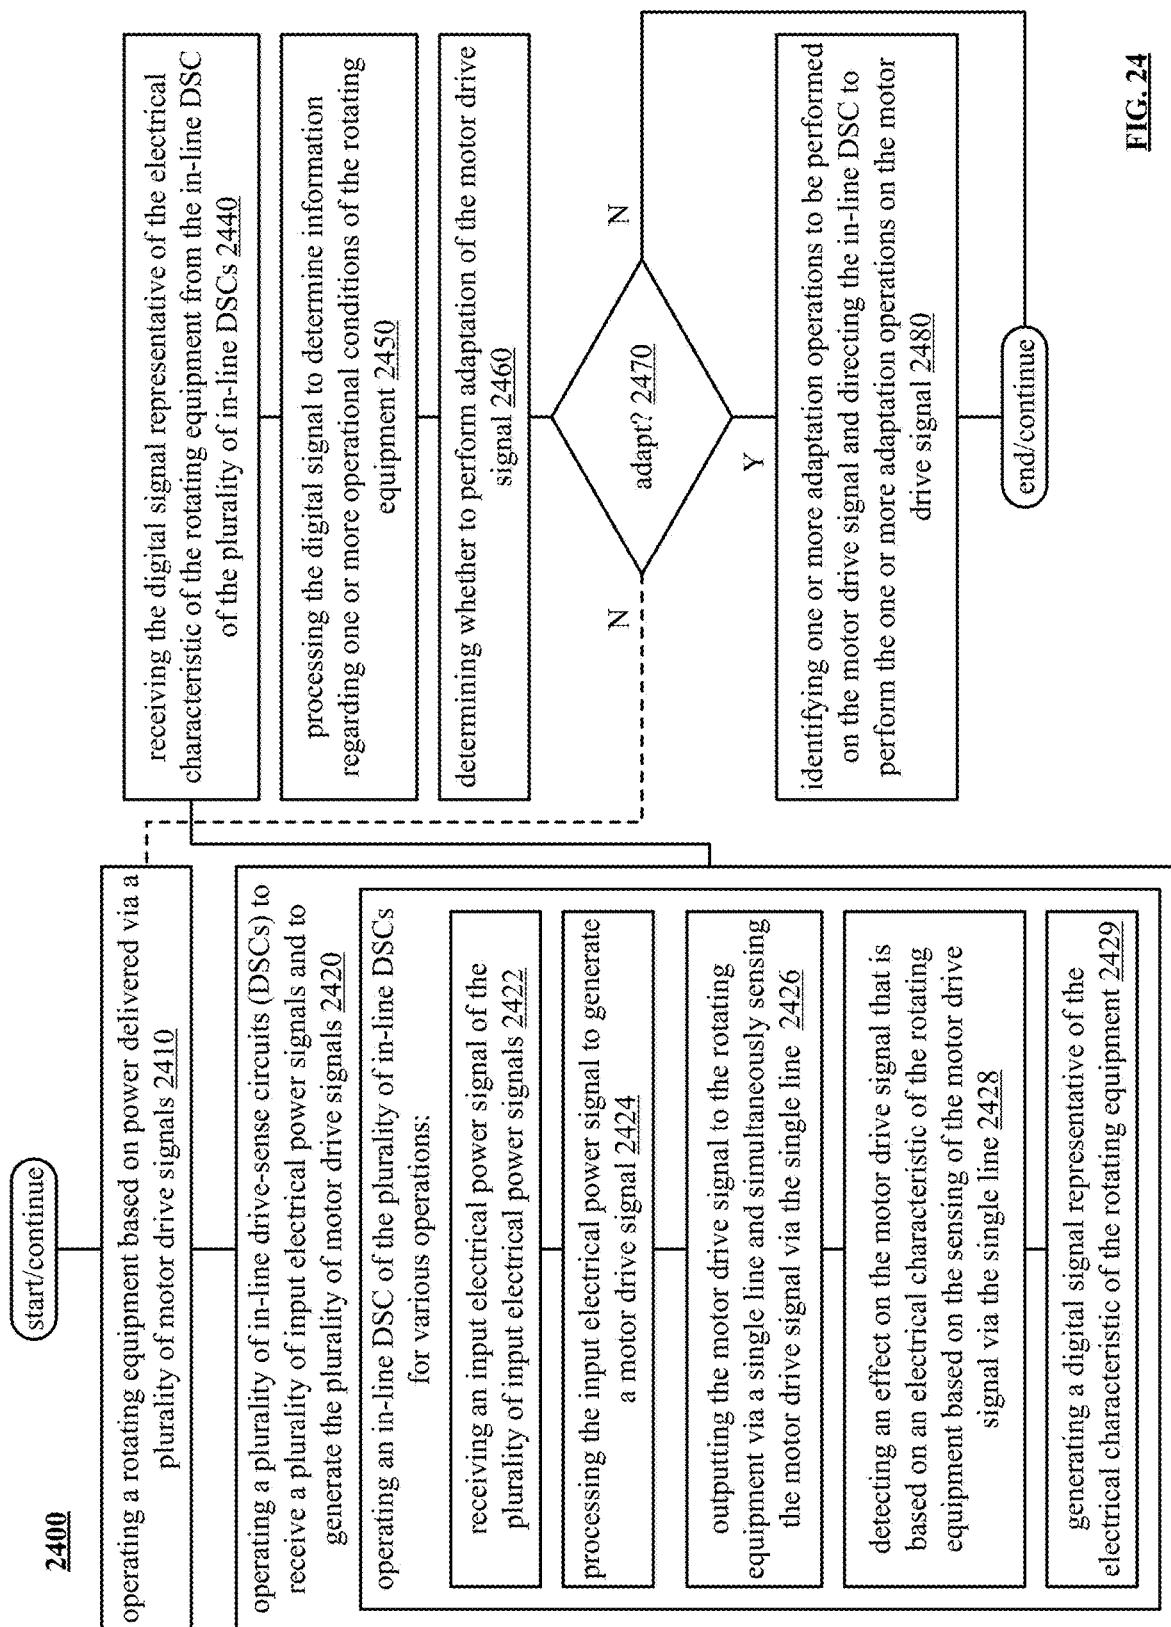 2400
start/continue
operating a rotating equipment based on power delivered via a
plurality of motor drive signals 2410
operating a plurality of in-line drive-sense circuits (DSCs) to
receive a plurality of input electrical power signals and to
generate the plurality of motor drive signals 2420
operating an in-line DSC of the plurality of in-line DSCs
for various operations:
receiving an input electrical power signal of the
plurality of input electrical power signals 2422
processing the input electrical power signal to generate
a motor drive signal 2424
outputting the motor drive signal to the rotating
equipment via a single line and simultaneously sensing
the motor drive signal via the single line 2426
detecting an effect on the motor drive signal that is
based on an electrical characteristic of the rotating
equipment based on the sensing of the motor drive
signal via the single line 2428
generating a digital signal representative of the
electrical characteristic of the rotating equipment 2429
receiving the digital signal representative of the electrical
characteristic of the rotating equipment from the in-line DSC
of the plurality of in-line DSCs 2440
processing the digital signal to determine information
regarding one or more operational conditions of the rotating
equipment 2450
determining whether to perform adaptation of the motor drive
signal 2460
adapt? 2470
N
N
Y
identifying one or more adaptation operations to be performed
on the motor drive signal and directing the in-line DSC to
perform the one or more adaptation operations on the motor
drive signal 2480
end/continue
FIG. 24